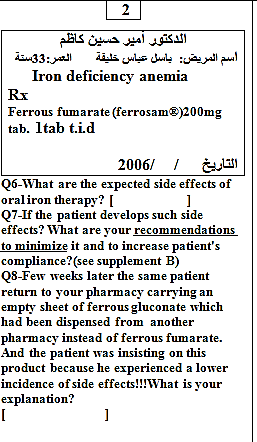 2
الدكتور أمير حسين كاظم
أسم المريض: باسل عباس خليفة العمر:33سنة
Iron deficiency anemia
Rx
Ferrous fumarate (ferrosam®)200mg
tab. 1tab t.i.d
التاريخ / /2006
Q6-What are the expected side effects of
oral iron therapy? [ ]
Q7-If the patient develops such side
effects? What are your recommendations
to minimize it and to increase patient's
compliance?(see supplement B)
Q8-Few weeks later the same patient
return to your pharmacy carrying an
empty sheet of ferrous gluconate which
had been dispensed from another
pharmacy instead of ferrous fumarate.
And the patient was insisting on this
product because he experienced a lower
incidence of side effects!!!What is your
explanation?
[ ]